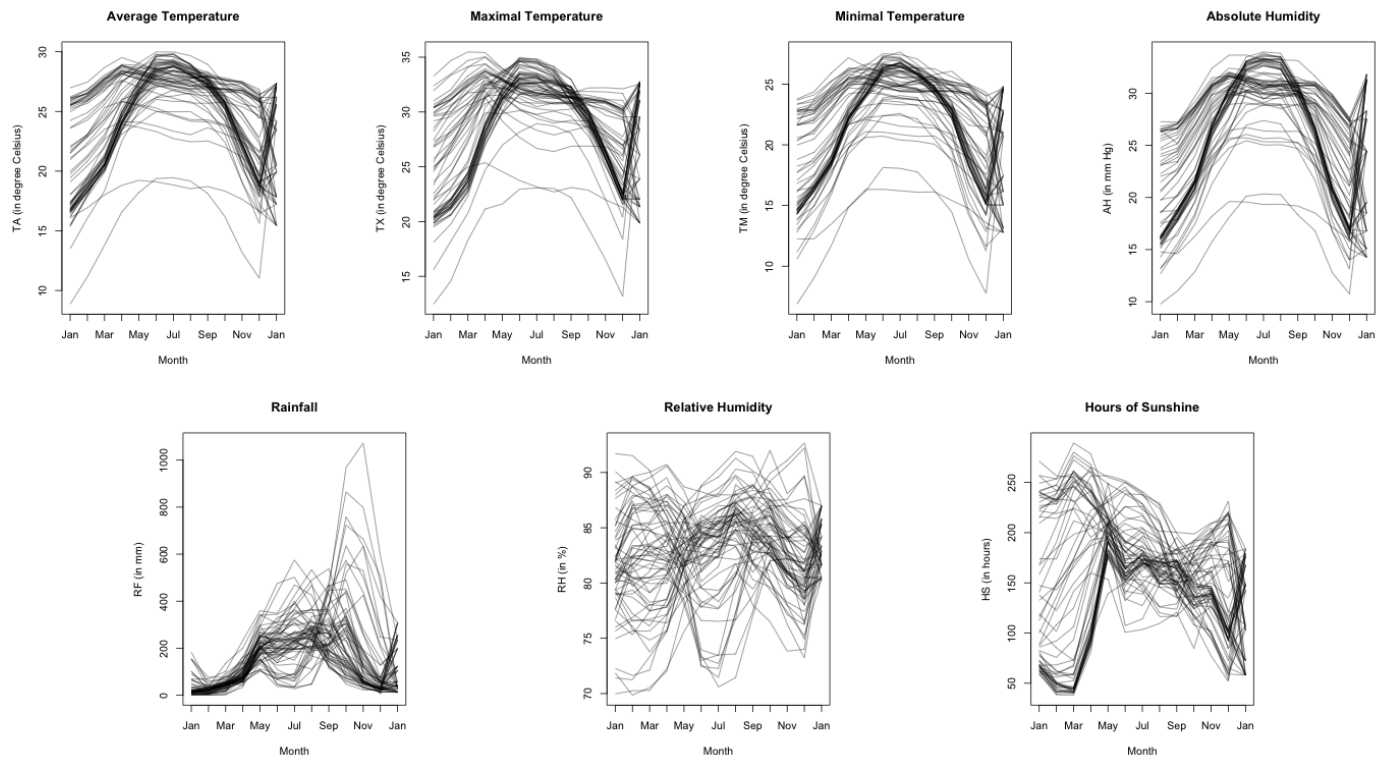 Average Temperature
TA (in degree Celsius)
30
25
20
15
10
Jan Mar May Jul Sep Nov Jan
Month
Maximal Temperature
TX (in degree Celsius)
35
30
25
20
15
Jan Mar May Jul Sep Nov Jan
Month
Minimal Temperature
TM (in degree Celsius)
25
20
15
10
Jan Mar May Jul Sep Nov Jan
Month
Absolute Humidity
AH (in mm Hg)
30
25
20
15
10
Jan Mar May Jul Sep Nov Jan
Month
Rainfall
RF (in mm)
1000
800
600
400
200
0
Jan Mar May Jul Sep Nov Jan
Month
Relative Humidity
RH (in %)
90
85
80
75
70
Jan Mar May Jul Sep Nov Jan
Month
Hours of Sunshine
HS (in hours)
250
200
150
100
50
Jan Mar May Jul Sep Nov Jan
Month